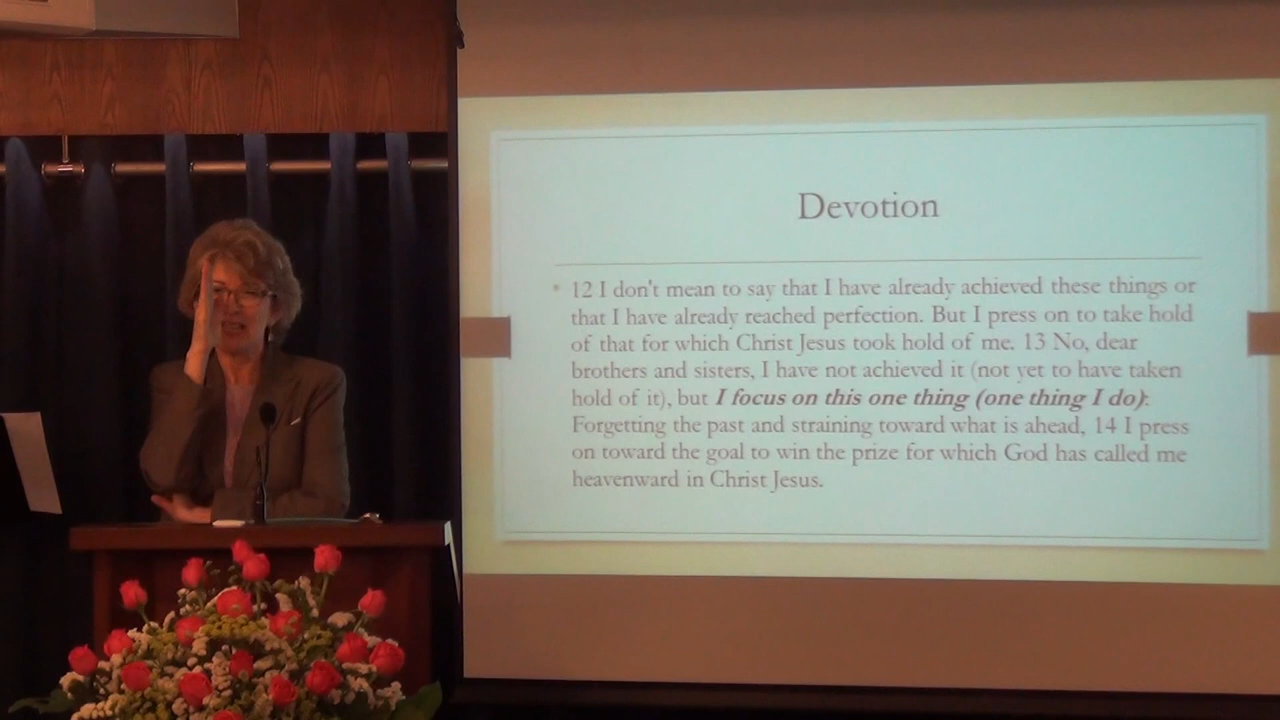 Devotion
• 12 I don't mean to say that I have already achieved these things or
that I have already reached perfection. But I press on to take hold
of that for which Christ Jesus took hold of me. 13 No, dear
brothers and sisters, I have not achieved it (not yet to have taken
hold of it), but I focus on this one thing (one thing I do):
Forgetting the past and straining toward what is ahead, 14 I press
on toward the goal to win the prize for which God has called me
heavenward in Christ Jesus.